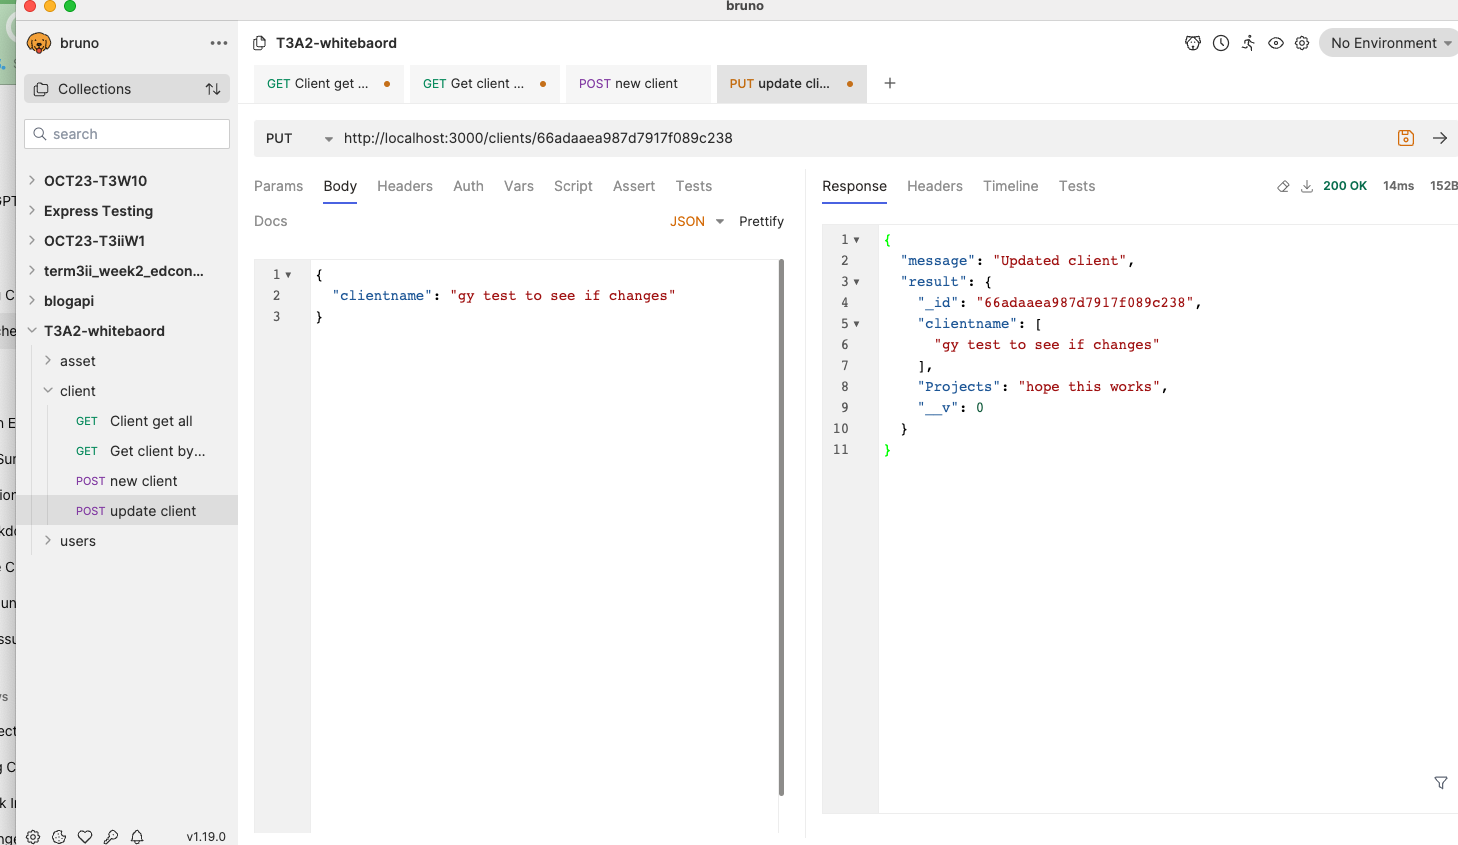 bruno
bruno
T3A2-whitebaord
No Environment
Collections
GET Client get ...
GET Get client ...
POST new client
PUT update cli...
search
PUT
http://localhost:3000/clients/66adaaea987d7917f089c238
OCT23-T3W10
Express Testing
OCT23-T3iiW1
term3ii_week2_edcon...
blogapi
T3A2-whitebaord
asset
client
GET Client get all
GET Get client by...
POST new client
POST update client
users
v1.19.0
Params Body Headers Auth Vars Script Assert Tests
Docs
JSON
Prettify
1 {
2 "clientname": "gy test to see if changes"
3 }
Response Headers Timeline Tests
200 OK 14ms 152B
1 {
2 "message": "Updated client",
3 "result": {
4 "_id": "66adaaea987d7917f089c238",
5 "clientname": [
6 "gy test to see if changes"
7 ],
8 "Projects": "hope this works",
9 "__v": 0
10 }
11 }